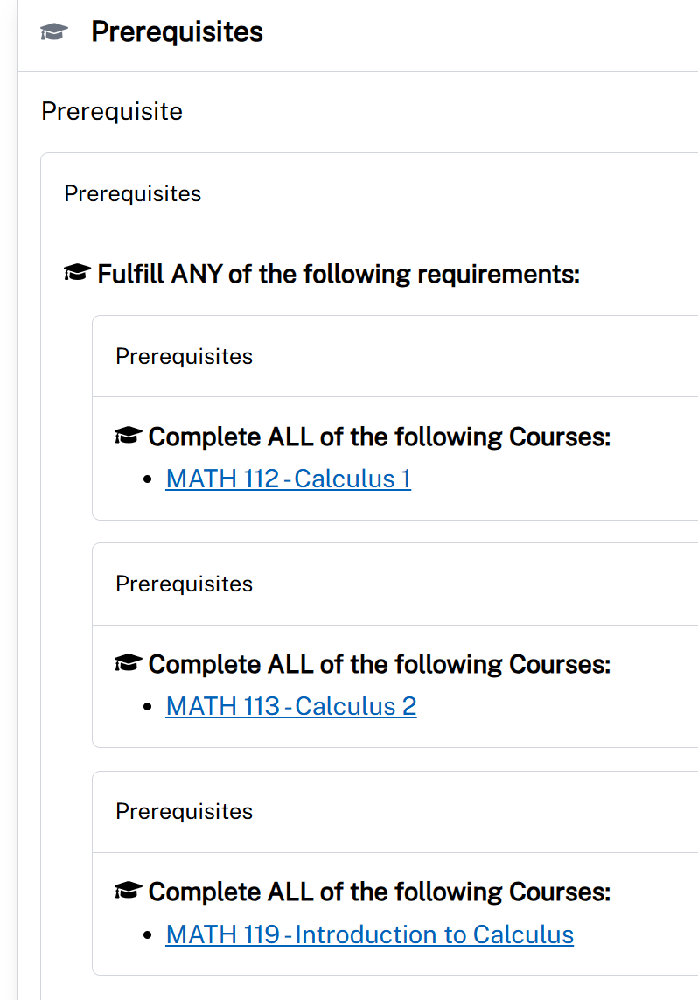 Prerequisites
Prerequisite
Prerequisites
Fulfill ANY of the following requirements:
Prerequisites
Complete ALL of the following Courses:
MATH 112 - Calculus 1
Prerequisites
Complete ALL of the following Courses:
MATH 113 - Calculus 2
Prerequisites
Complete ALL of the following Courses:
MATH 119 - Introduction to Calculus